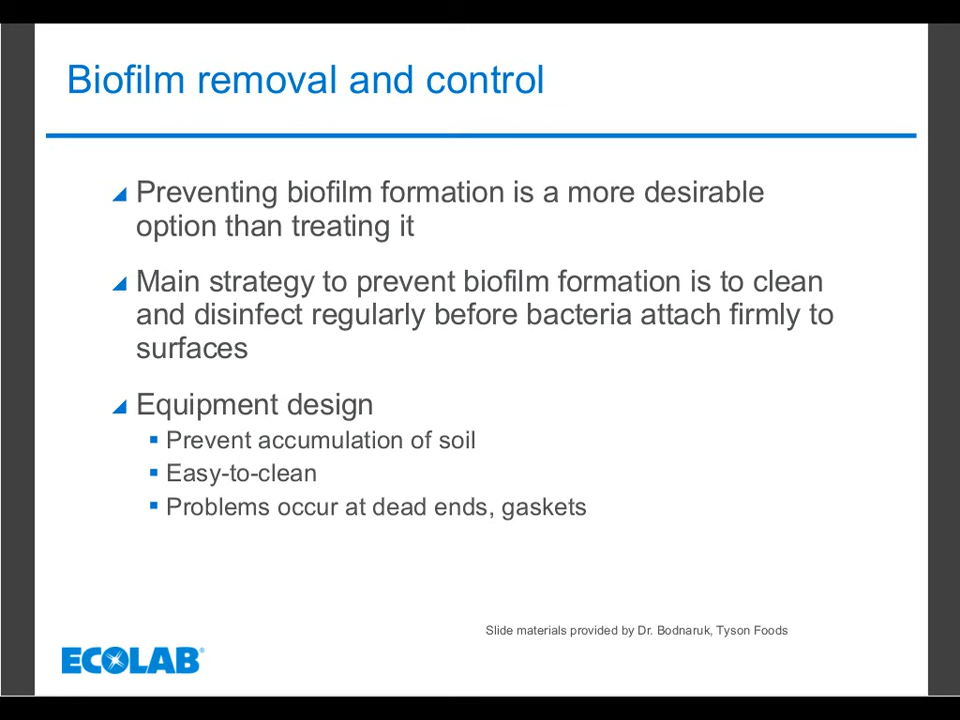 Biofilm removal and control
Preventing biofilm formation is a more desirable
option than treating it
Main strategy to prevent biofilm formation is to clean
and disinfect regularly before bacteria attach firmly to
surfaces
Equipment design
Prevent accumulation of soil
Easy-to-clean
Problems occur at dead ends, gaskets
Slide materials provided by Dr. Bodnaruk, Tyson Foods
ECOLAB®